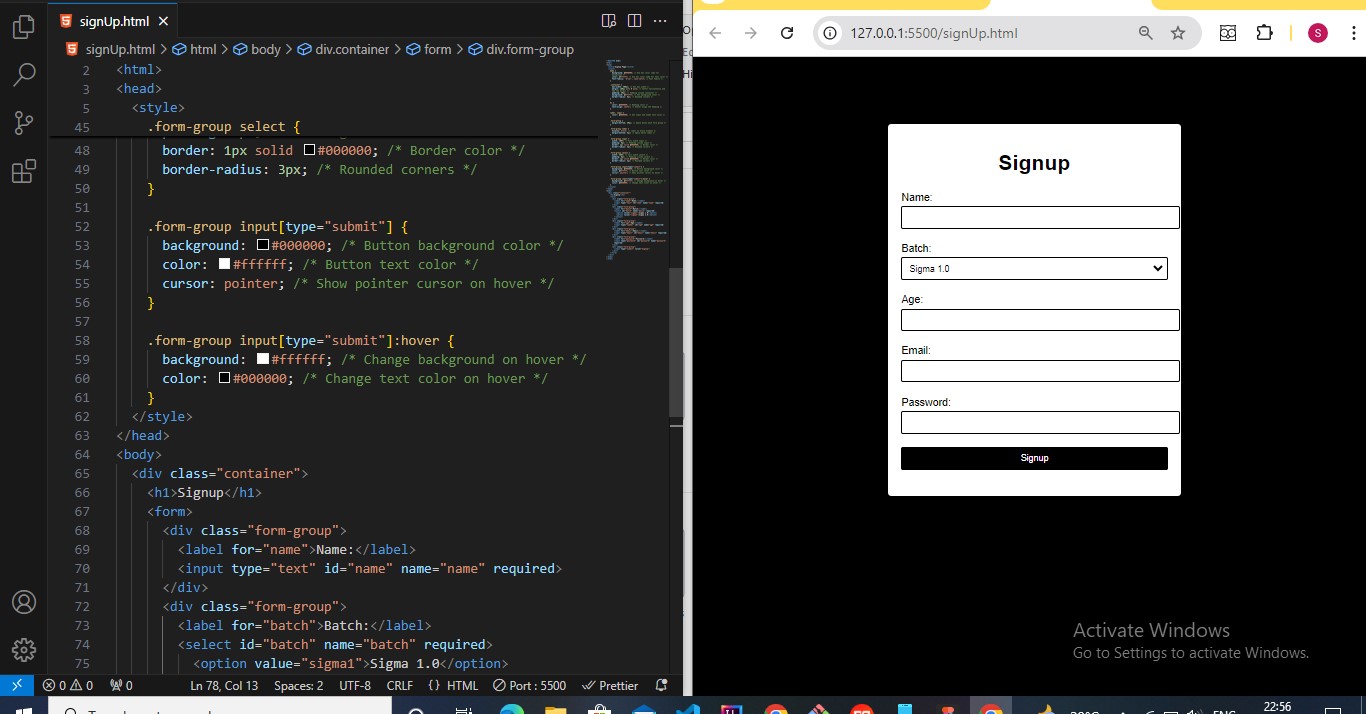 signUp.html
signUp.html > html > body > div.container > form > div.form-group
2 <html>
3 <head>
5 <style>
45 .form-group select {
48 border: 1px solid #000000; /* Border color */
49 border-radius: 3px; /* Rounded corners */
50 }
51
52 .form-group input[type="submit"] {
53 background: #000000; /* Button background color */
54 color: #ffffff; /* Button text color */
55 cursor: pointer; /* Show pointer cursor on hover */
56 }
57
58 .form-group input[type="submit"]:hover {
59 background: #ffffff; /* Change background on hover */
60 color: #000000; /* Change text color on hover */
61 }
62 </style>
63 </head>
64 <body>
65 <div class="container">
66 <h1>Signup</h1>
67 <form>
68 <div class="form-group">
69 <label for="name">Name:</label>
70 <input type="text" id="name" name="name" required>
71 </div>
72 <div class="form-group">
73 <label for="batch">Batch:</label>
74 <select id="batch" name="batch" required>
75 <option value="sigma1">Sigma 1.0</option>
0 0 0 Ln 78, Col 13 Spaces: 2 UTF-8 CRLF {} HTML Port : 5500 Prettier
127.0.0.1:5500/signUp.html
S
Signup
Name:
Batch:
Sigma 1.0
Age:
Email:
Password:
Signup
Activate Windows
Go to Settings to activate Windows.
22:56